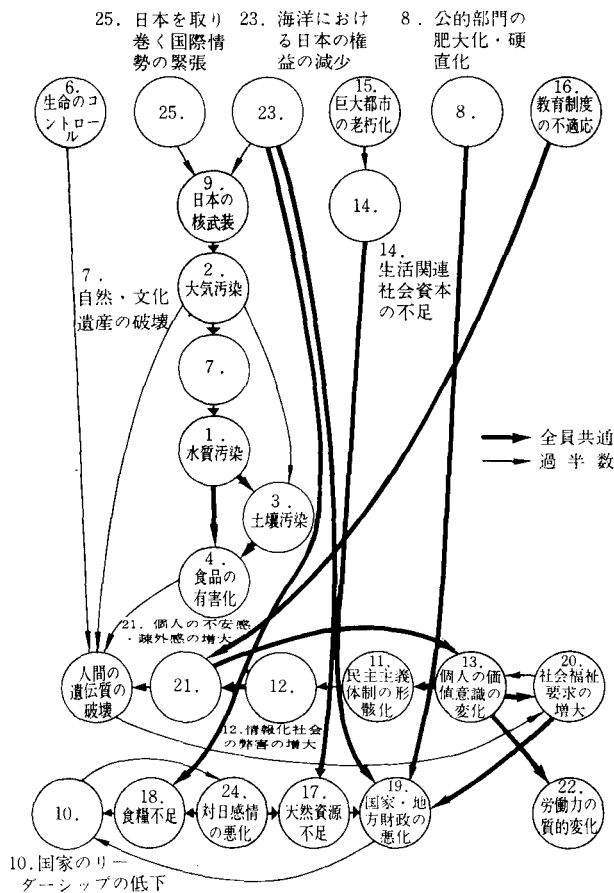 25. 日本を取り
巻く国際情
勢の緊張
23. 海洋におけ
る日本の権
益の減少
8. 公的部門の
肥大化・硬
直化
6.
生命のコ
ントロー
ル
25.
23.
15.
巨大都市
の老朽化
8.
16.
教育制度
の不適応
9.
日本の
核武装
14.
14.
生活関連
社会資本
の不足
2.
大気汚染
7.
自然・文化
遺産の破壊
7.
1.
水質汚染
全員共通
過半数
3.
土壌汚染
4.
食品の
有害化
21. 個人の不安感
・疎外感の増大
人間の
遺伝質の
破壊
21.
12.
11.
民主主義
体制の形
骸化
13.
個人の価
値意識の
変化
20.
社会福祉
要求の
増大
12.情報化社会
の弊害の増大
10.
18.
食糧不足
24.
対日感情
の悪化
17.
天然資源
不足
19.
国家・地
方財政の
悪化
22.
労働力の
質的変化
10.国家のリー
ダーシップの低下